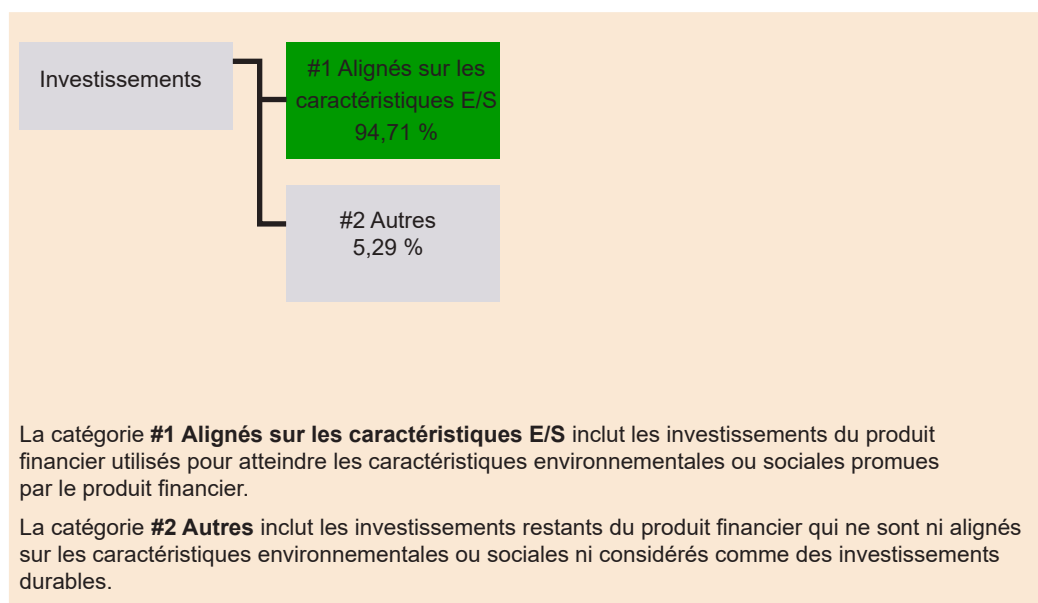 Investissements
#1 Alignés sur les
caractéristiques E/S
94,71 %
#2 Autres
5,29 %
La catégorie #1 Alignés sur les caractéristiques E/S inclut les investissements du produit
financier utilisés pour atteindre les caractéristiques environnementales ou sociales promues
par le produit financier.
La catégorie #2 Autres inclut les investissements restants du produit financier qui ne sont ni alignés
sur les caractéristiques environnementales ou sociales ni considérés comme des investissements
durables.